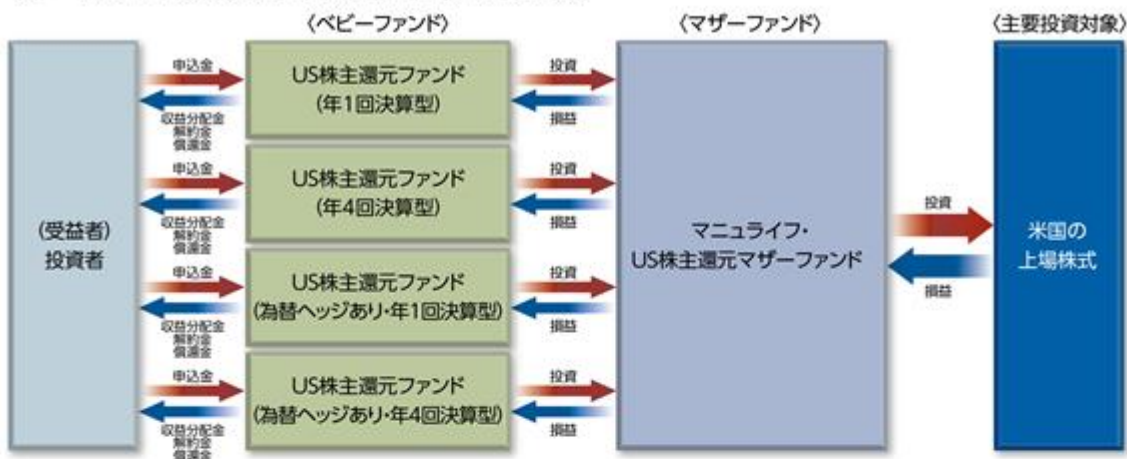 〈ベビーファンド〉
〈マザーファンド〉
〈主要投資対象〉
(受益者)
投資者
申込金
収益分配金
解約金
償還金
US株主還元ファンド
(年1回決算型)
投資
損益
申込金
収益分配金
解約金
償還金
US株主還元ファンド
(年4回決算型)
投資
損益
申込金
収益分配金
解約金
償還金
US株主還元ファンド
(為替ヘッジあり・年1回決算型)
投資
損益
申込金
収益分配金
解約金
償還金
US株主還元ファンド
(為替ヘッジあり・年4回決算型)
投資
損益
マニュライフ・
US株主還元マザーファンド
投資
損益
米国の
上場株式